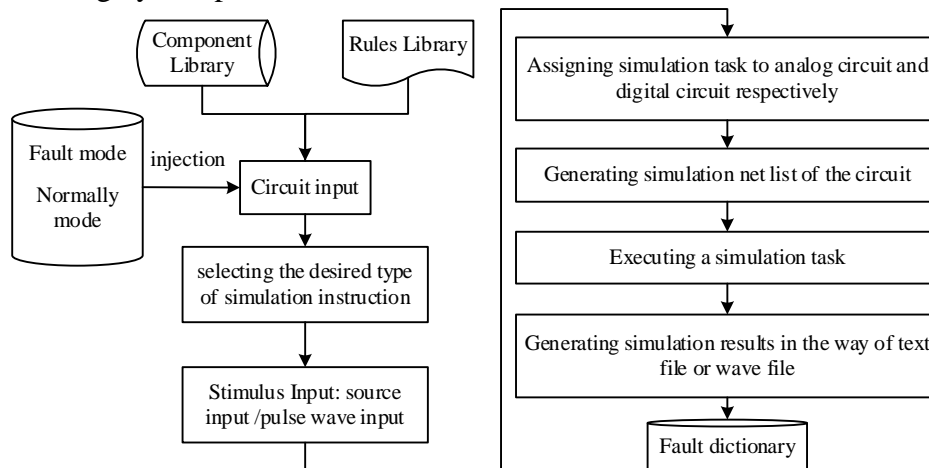 Component
Library
Rules Library
Fault mode
Normally
mode
injection
Circuit input
selecting the desired type
of simulation instruction
Stimulus Input: source
input /pulse wave input
Assigning simulation task to analog circuit and
digital circuit respectively
Generating simulation net list of the circuit
Executing a simulation task
Generating simulation results in the way of text
file or wave file
Fault dictionary